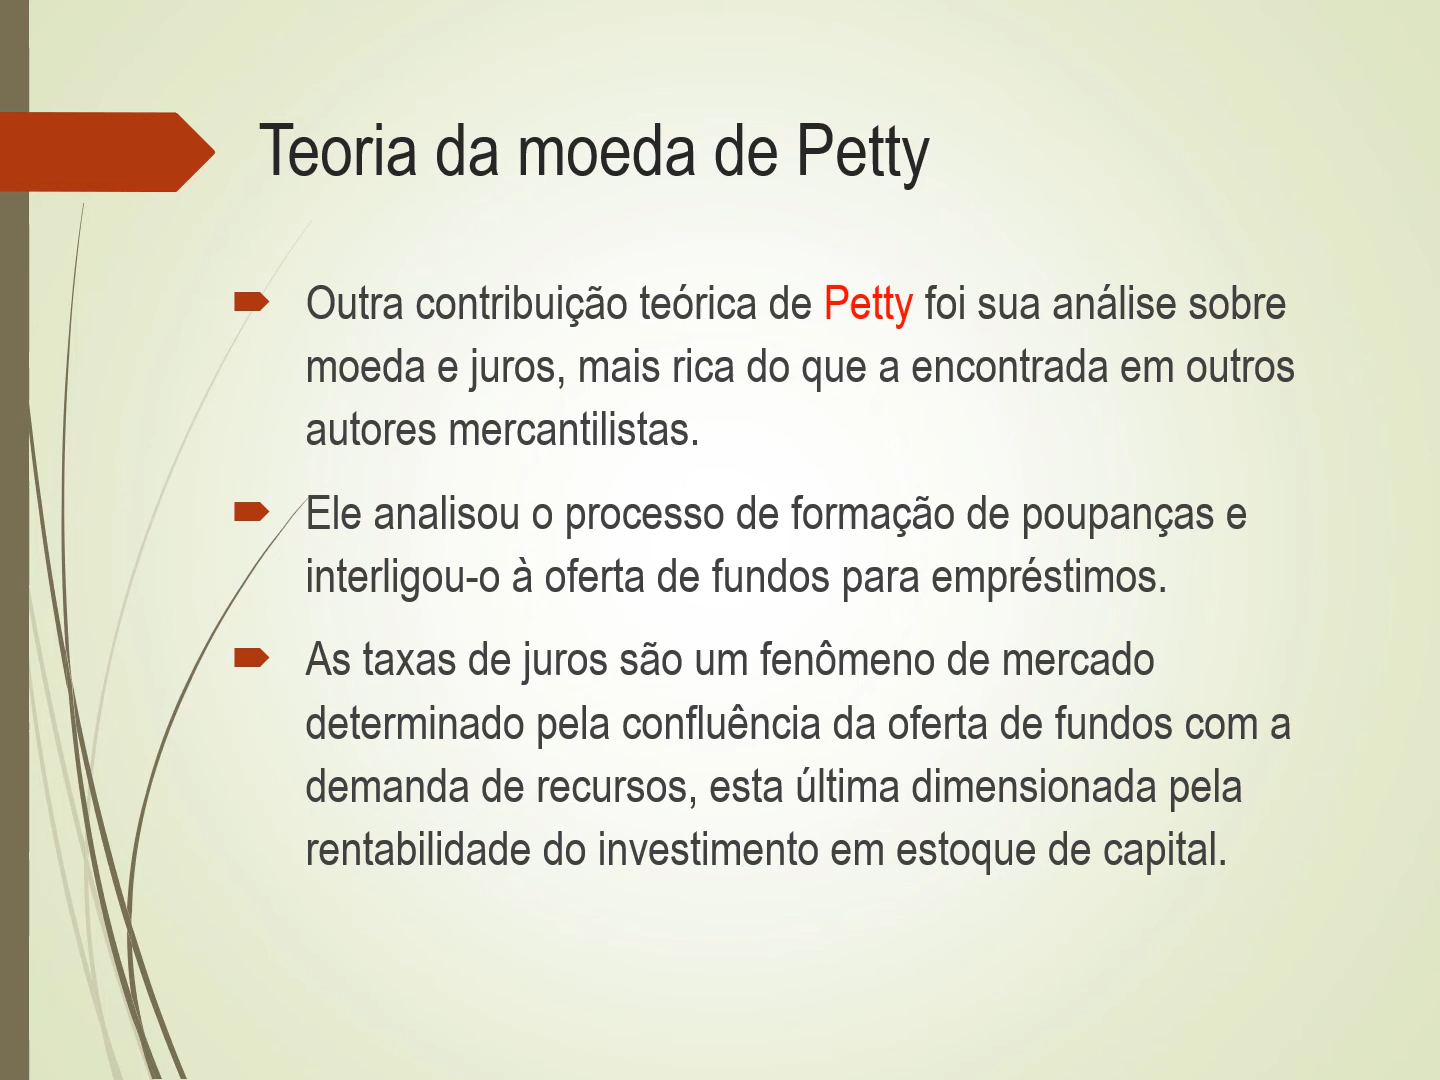 Teoria da moeda de Petty
Outra contribuição teórica de Petty foi sua análise sobre
moeda e juros, mais rica do que a encontrada em outros
autores mercantilistas.
Ele analisou o processo de formação de poupanças e
interligou-o à oferta de fundos para empréstimos.
As taxas de juros são um fenômeno de mercado
determinado pela confluência da oferta de fundos com a
demanda de recursos, esta última dimensionada pela
rentabilidade do investimento em estoque de capital.